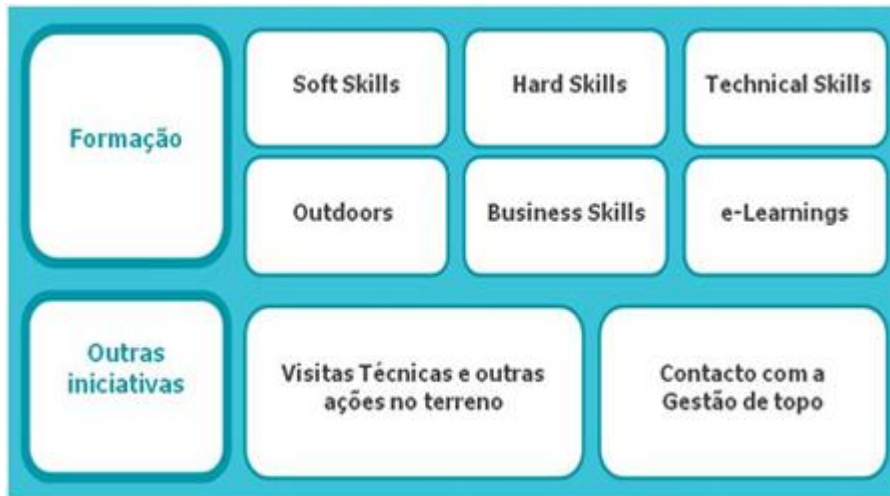 Formação
Soft Skills
Hard Skills
Technical Skills
Outdoors
Business Skills
e-Learnings
Outras
iniciativas
Visitas Técnicas e outras
ações no terreno
Contacto com a
Gestão de topo